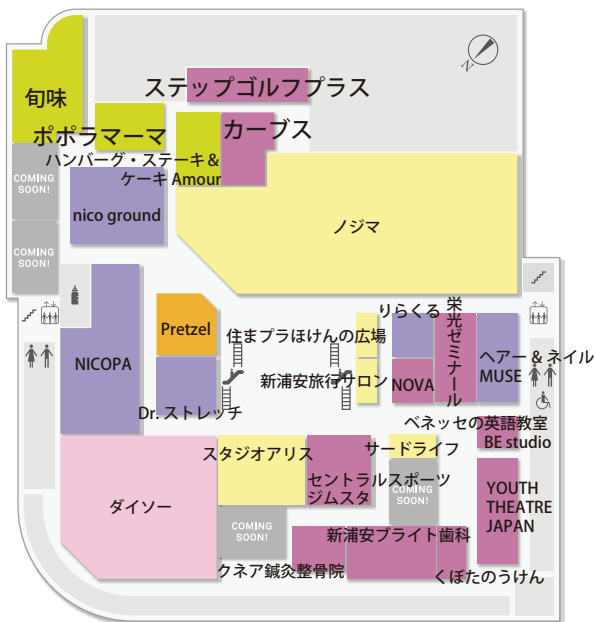 N
ステップゴルフプラス
旬味
ポポラマーマ
カーブス
ハンバーグ・ステーキ＆
ケーキ Amour
COMING
SOON!
nico ground
ノジマ
COMING
SOON!
りらくる
栄光ゼミナール
Pretzel
住まプラほけんの広場
NICOPA
新浦安旅行サロン
NOVA
ヘアー ＆ ネイル
MUSE
Dr. ストレッチ
ベネッセの英語教室
BE studio
スタジオアリス
サードライフ
セントラルスポーツ
ジムスタ
COMING
SOON!
YOUTH
THEATRE
JAPAN
ダイソー
COMING
SOON!
新浦安ブライト歯科
クネア鍼灸整骨院
くぼたのうけん